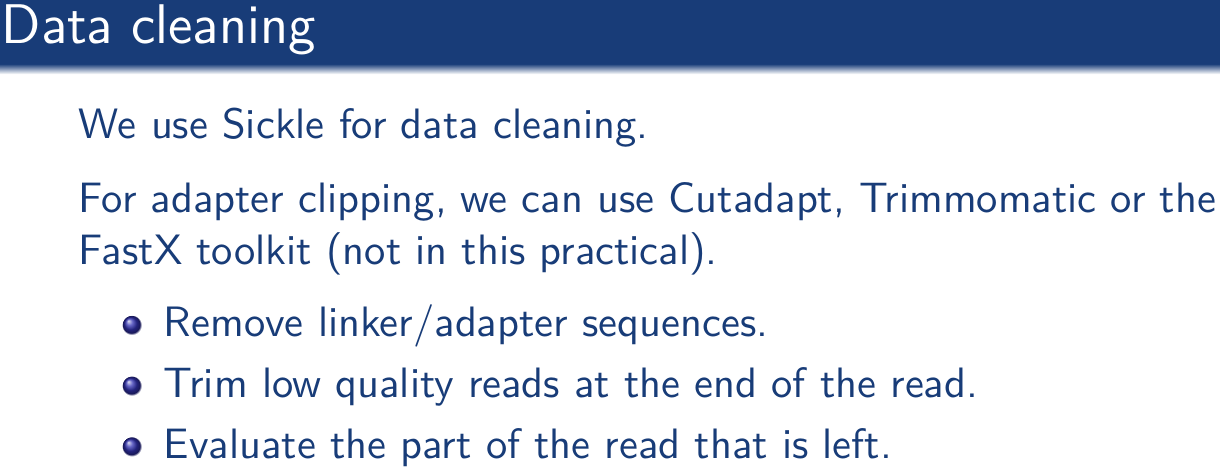 Data cleaning
We use Sickle for data cleaning.
For adapter clipping, we can use Cutadapt, Trimmomatic or the
FastX toolkit (not in this practical).
Remove linker/adapter sequences.
Trim low quality reads at the end of the read.
Evaluate the part of the read that is left.